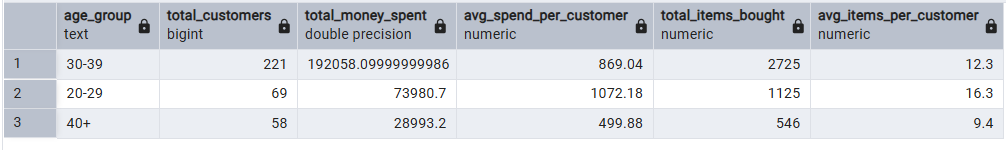 age_group total_customers total_money_spent avg_spend_per_customer total_items_bought avg_items_per_customer
text bigint double precision numeric numeric numeric
1 30-39 221 192058.09999999986 869.04 2725 12.3
2 20-29 69 73980.7 1072.18 1125 16.3
3 40+ 58 28993.2 499.88 546 9.4